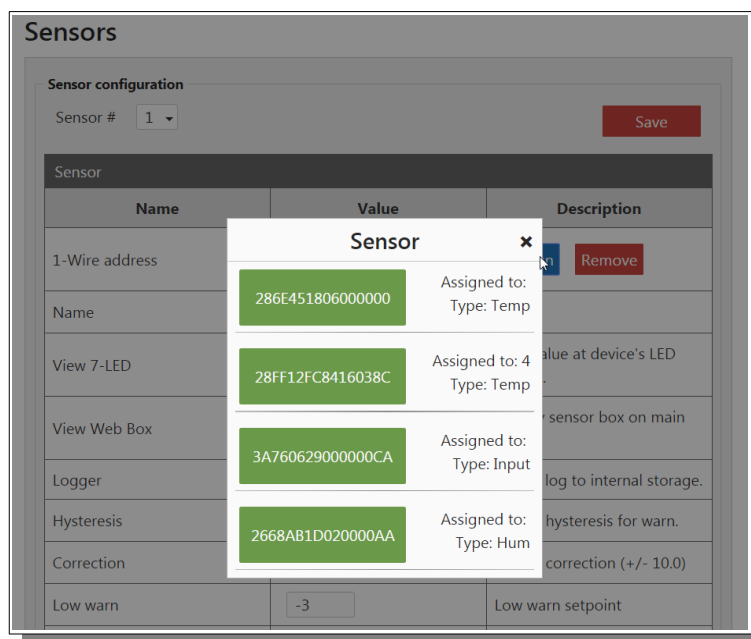 Sensors
Sensor configuration
Sensor # 1
Save
Sensor
Name Value Description
Sensor
1-Wire address
n Remove
286E451806000000
Assigned to:
Type: Temp
Name
28FF12FC8416038C
Assigned to: 4
Type: Temp
View 7-LED
alue at device's LED
3A760629000000CA
Assigned to:
Type: Input
View Web Box
sensor box on main
Logger
log to internal storage.
2668AB1D020000AA
Assigned to:
Type: Hum
Hysteresis
hysteresis for warn.
Correction
correction (+/- 10.0)
Low warn -3 Low warn setpoint